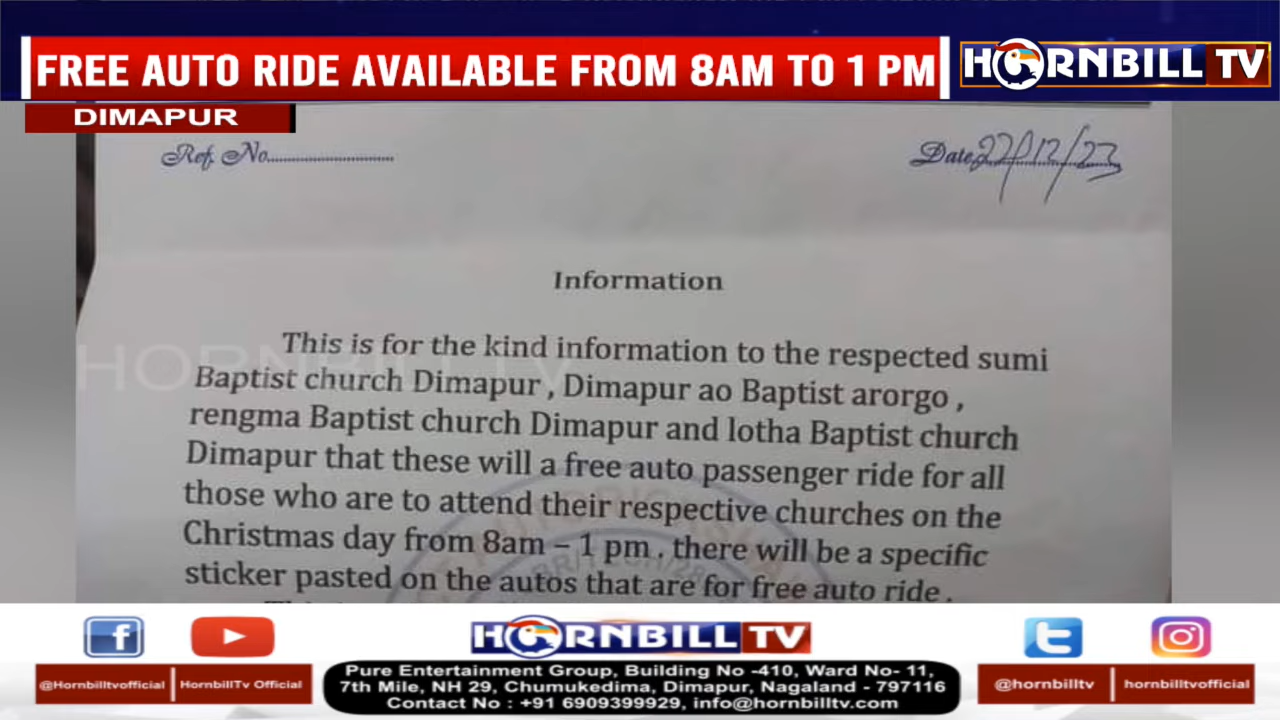 FREE AUTO RIDE AVAILABLE FROM 8AM TO 1 PM
HORNBILL TV
DIMAPUR
Ref. No.
Date 22/12/23
Information
This is for the kind information to the respected sumi
Baptist church Dimapur , Dimapur ao Baptist arorgo ,
rengma Baptist church Dimapur and lotha Baptist church
Dimapur that these will a free auto passenger ride for all
those who are to attend their respective churches on the
Christmas day from 8am – 1 pm . there will be a specific
sticker pasted on the autos that are for free auto ride .
HORNBILL TV
HORNBILL TV
@Hornbilltvofficial
HornbillTv Official
Pure Entertainment Group, Building No -410, Ward No- 11,
7th Mile, NH 29, Chumukedima, Dimapur, Nagaland - 797116
Contact No : +91 6909399929, info@hornbilltv.com
@hornbilltv
hornbilltvofficial